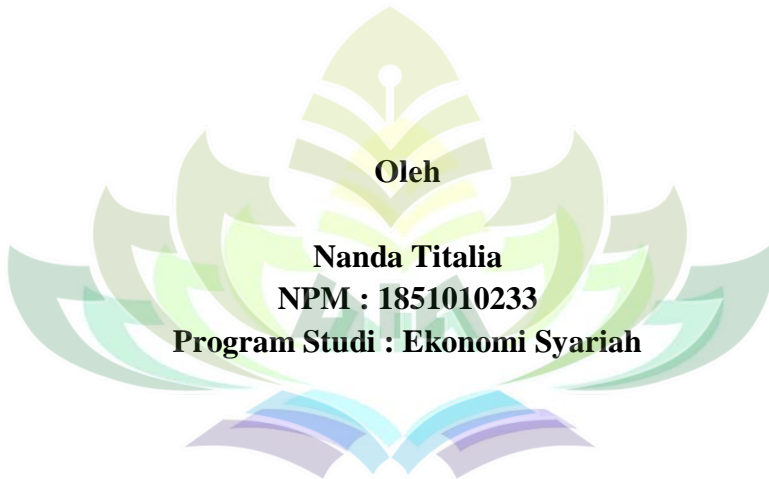 Oleh
Nanda Titalia
NPM : 1851010233
Program Studi : Ekonomi Syariah